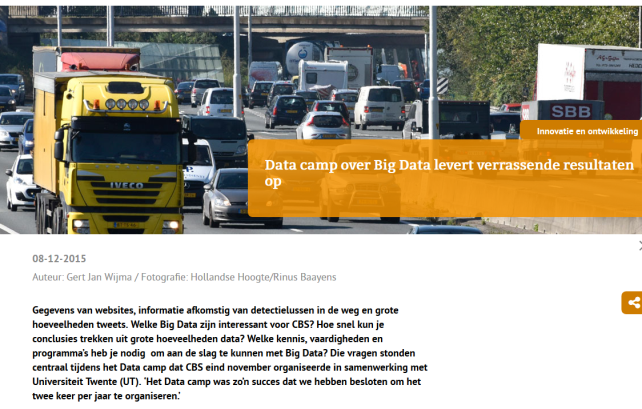 IVECO
SBB
Innovatie en ontwikkeling
Data camp over Big Data levert verrassende resultaten
op
08-12-2015
Auteur: Gert Jan Wijma / Fotografie: Hollandse Hoogte/Rinus Baayens
Gegevens van websites, informatie afkomstig van detectielussen in de weg en grote
hoeveelheden tweets. Welke Big Data zijn interessant voor CBS? Hoe snel kun je
conclusies trekken uit grote hoeveelheden data? Welke kennis, vaardigheden en
programma's heb je nodig om aan de slag te kunnen met Big Data? Die vragen stonden
centraal tijdens het Data camp dat CBS eind november organiseerde in samenwerking met
Universiteit Twente (UT). 'Het Data camp was zo'n succes dat we hebben besloten om het
twee keer per jaar te organiseren.'